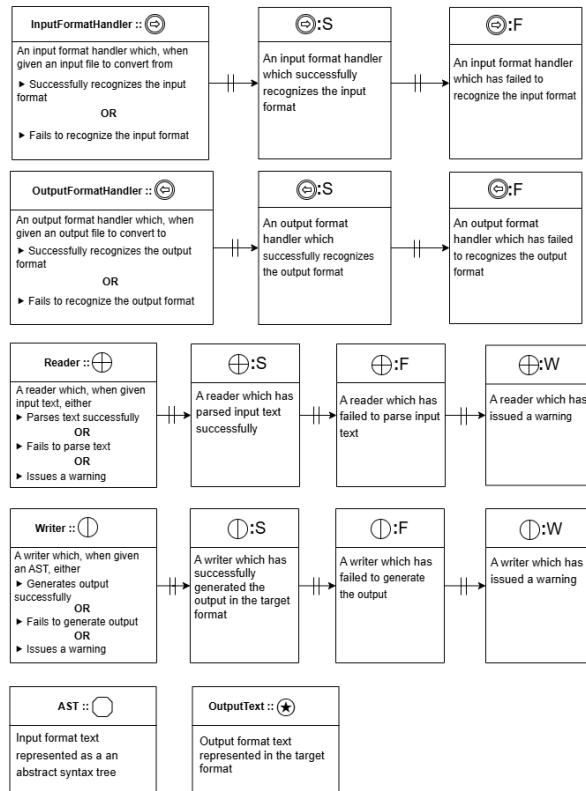 InputFormatHandler ::
An input format handler which, when
given an input file to convert from
▶ Successfully recognizes the input
format
OR
▶ Fails to recognize the input format
:S
An input format handler
which successfully
recognizes the input
format
:F
An input format handler
which has failed to
recognize the input format
OutputFormatHandler ::
An output format handler which, when
given an output file to convert to
▶ Successfully recognizes the output
format
OR
▶ Fails to recognize the output format
:S
An output format
handler which
successfully recognizes
the output format
:F
An output format
handler which has failed
to recognizes the output
format
Reader ::
A reader which, when given
input text, either
▶ Parses text successfully
OR
▶ Fails to parse text
OR
▶ Issues a warning
:S
A reader which has
parsed input text
successfully
:F
A reader which has
failed to parse input
text
:W
A reader which has
issued a warning
Writer ::
A writer which, when given
an AST, either
▶ Generates output
successfully
OR
▶ Fails to generate output
OR
▶ Issues a warning
:S
A writer which has
successfully
generated the
output in the target
format
:F
A writer which has
failed to generate
the output
:W
A writer which has
issued a warning
AST ::
Input format text
represented as a an
abstract syntax tree
OutputText ::
Output format text
represented in the target
format